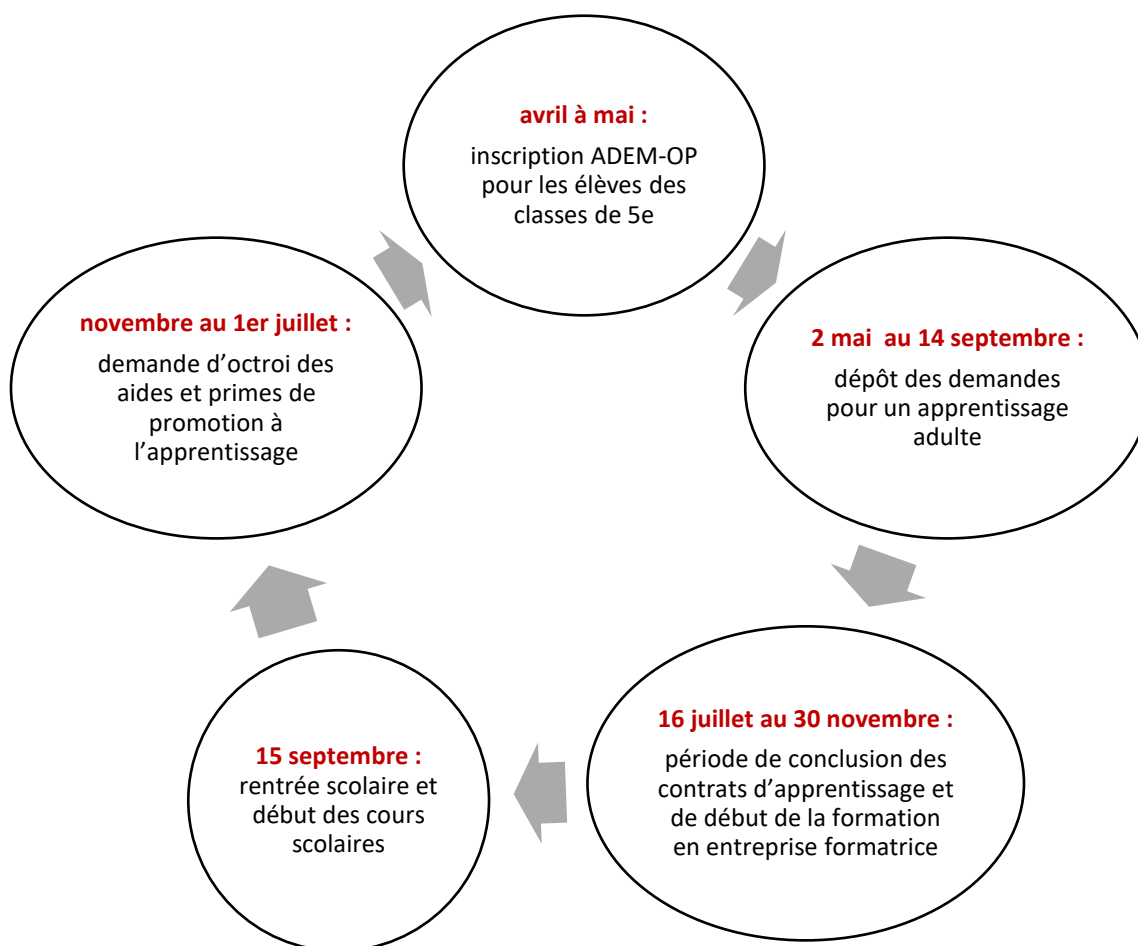 avril à mai :
inscription ADEM-OP
pour les élèves des
classes de 5e
2 mai  au 14 septembre :
dépôt des demandes
pour un apprentissage
adulte
16 juillet au 30 novembre :
période de conclusion des
contrats d’apprentissage et
de début de la formation
en entreprise formatrice
15 septembre :
rentrée scolaire et
début des cours
scolaires
novembre au 1er juillet :
demande d’octroi des
aides et primes de
promotion à
l’apprentissage